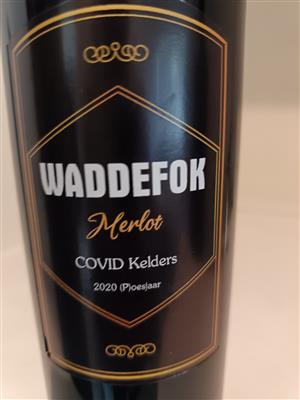 WADDEFOK
Merlot
COVID Kelders
2020 (P)oesjaar